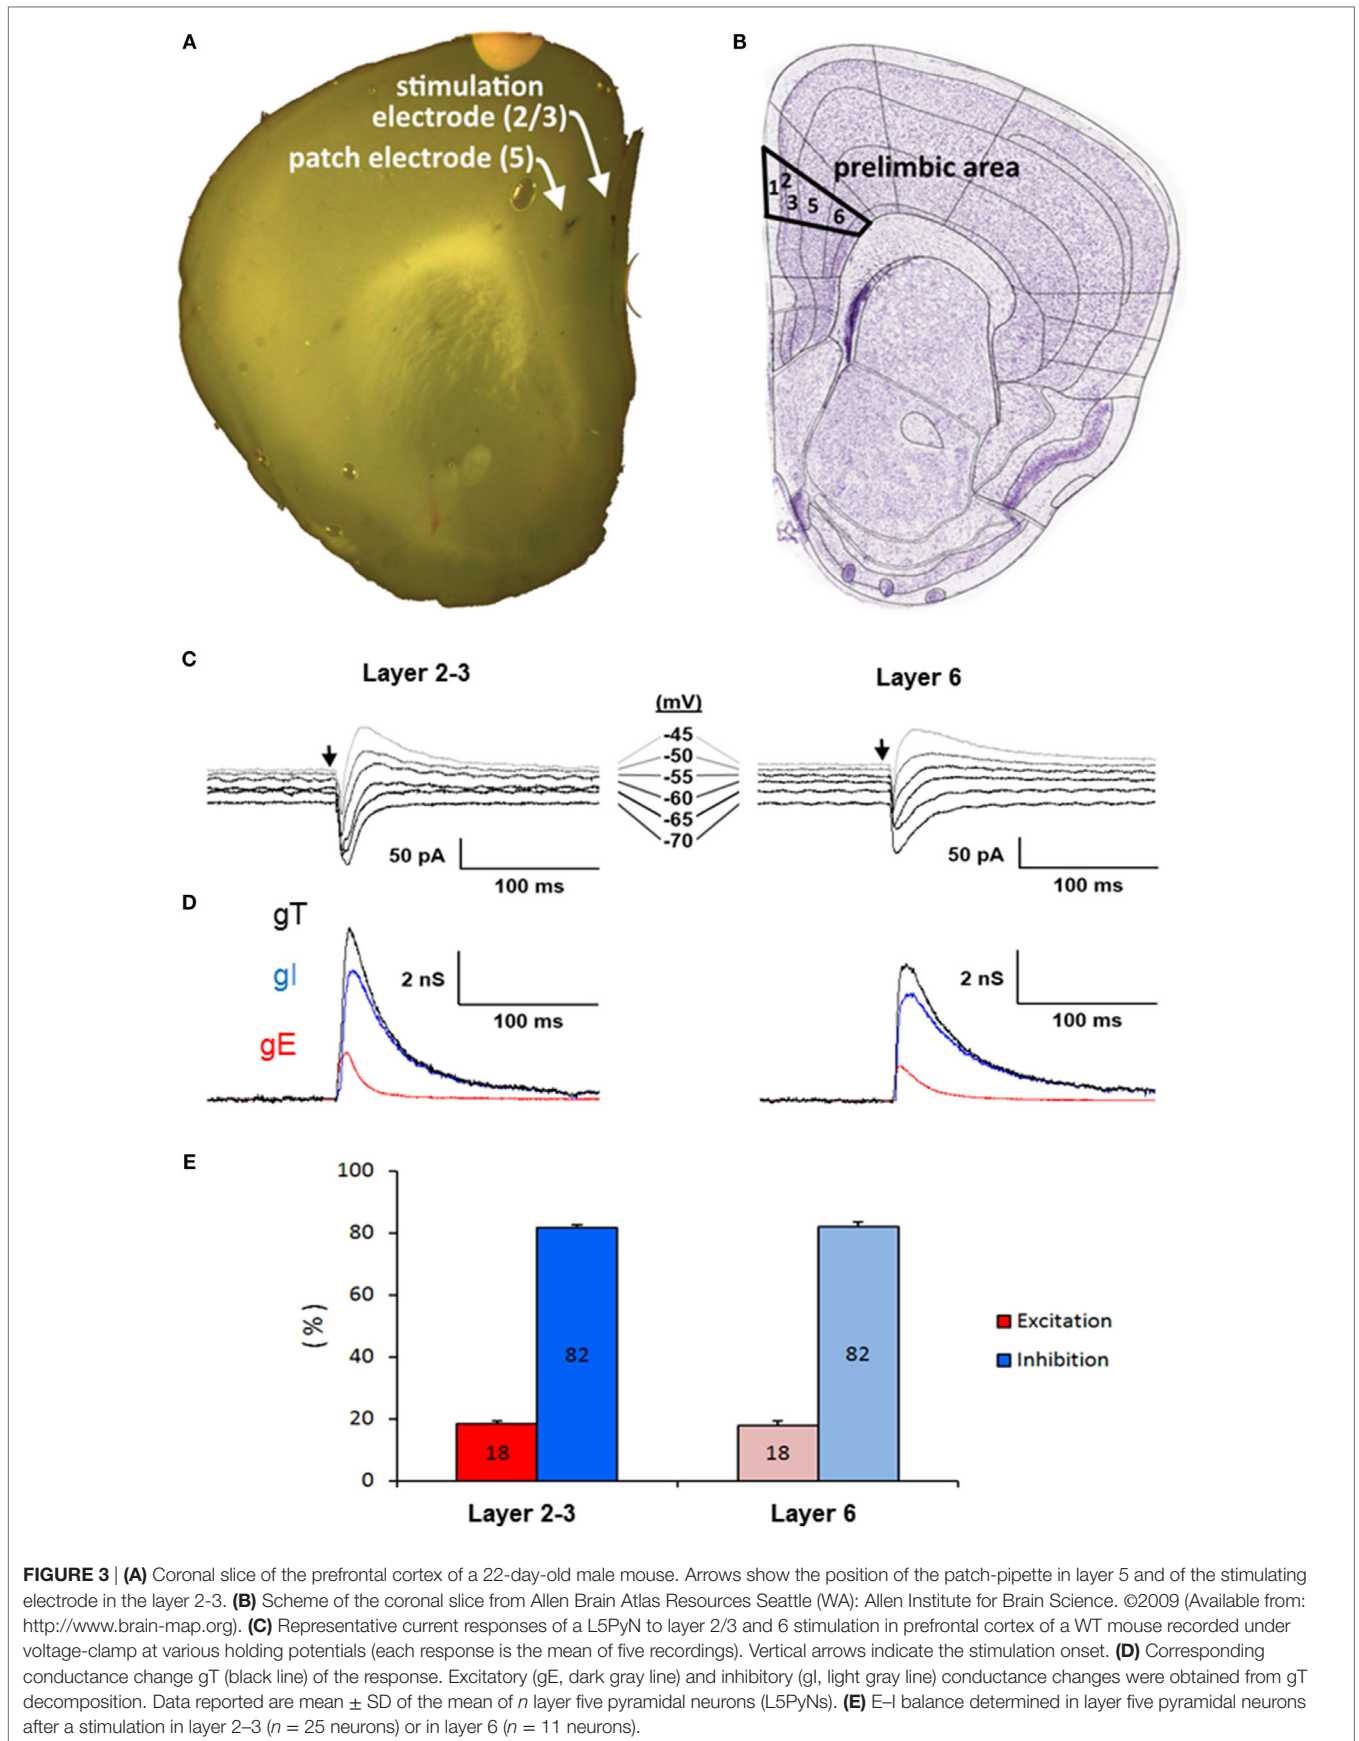 A
stimulation
electrode (2/3)
patch electrode (5)
B
prelimbic area
1
2
3
5
6
C
Layer 2-3
Layer 6
(mV)
-45
-50
-55
-60
-65
-70
50 pA
100 ms
50 pA
100 ms
D
gT
gI
gE
2 nS
100 ms
2 nS
100 ms
E
100
80
60
40
20
0
(%)
18
82
18
82
Excitation
Inhibition
Layer 2-3
Layer 6
FIGURE 3 | (A) Coronal slice of the prefrontal cortex of a 22-day-old male mouse. Arrows show the position of the patch-pipette in layer 5 and of the stimulating
electrode in the layer 2-3. (B) Scheme of the coronal slice from Allen Brain Atlas Resources Seattle (WA): Allen Institute for Brain Science. ©2009 (Available from:
http://www.brain-map.org). (C) Representative current responses of a L5PyN to layer 2/3 and 6 stimulation in prefrontal cortex of a WT mouse recorded under
voltage-clamp at various holding potentials (each response is the mean of five recordings). Vertical arrows indicate the stimulation onset. (D) Corresponding
conductance change gT (black line) of the response. Excitatory (gE, dark gray line) and inhibitory (gI, light gray line) conductance changes were obtained from gT
decomposition. Data reported are mean ± SD of the mean of n layer five pyramidal neurons (L5PyNs). (E) E–I balance determined in layer five pyramidal neurons
after a stimulation in layer 2–3 (n = 25 neurons) or in layer 6 (n = 11 neurons).